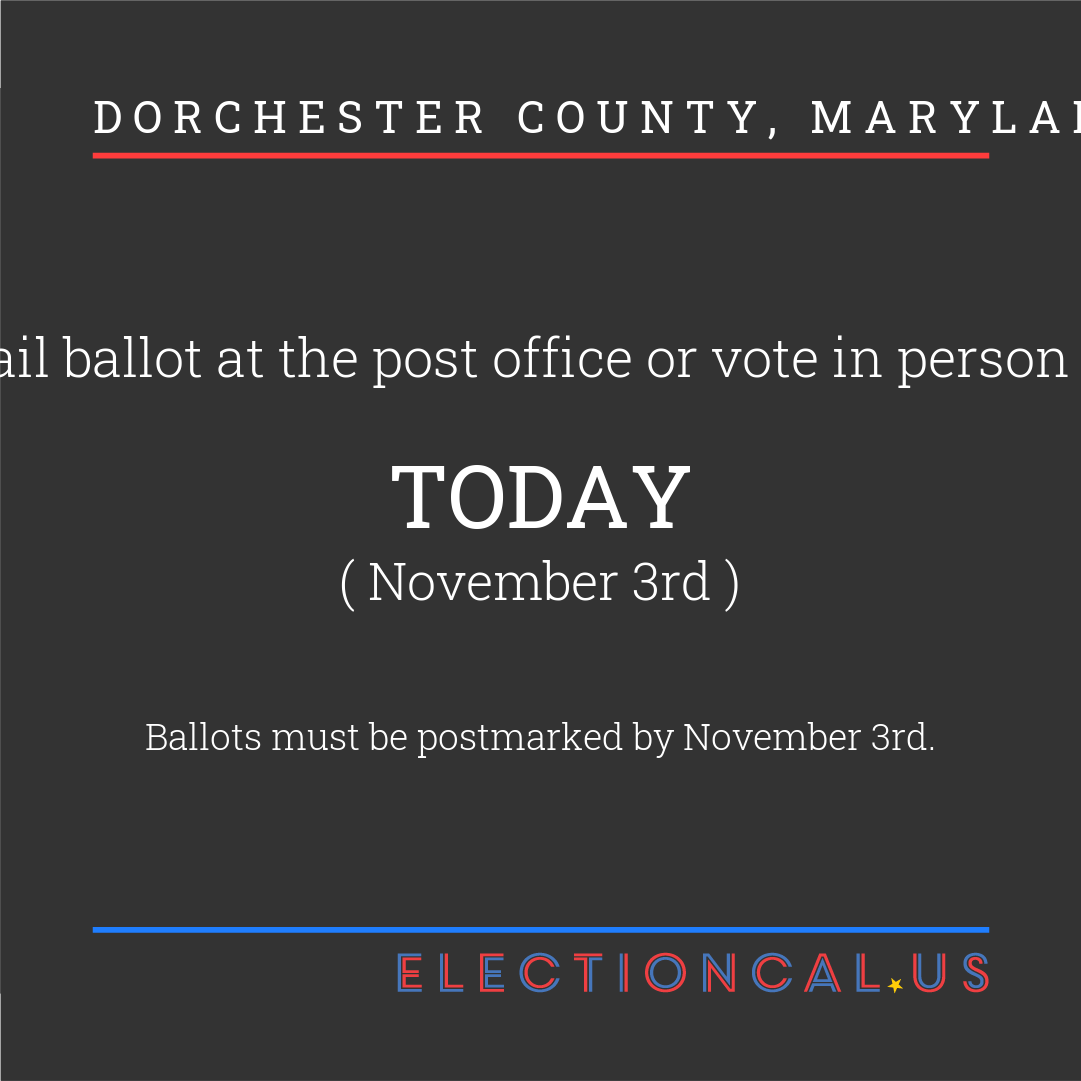 DORCHESTER COUNTY, MARYLA
ail ballot at the post office or vote in person
TODAY
( November 3rd )
Ballots must be postmarked by November 3rd.
ELECTIONCAL.US